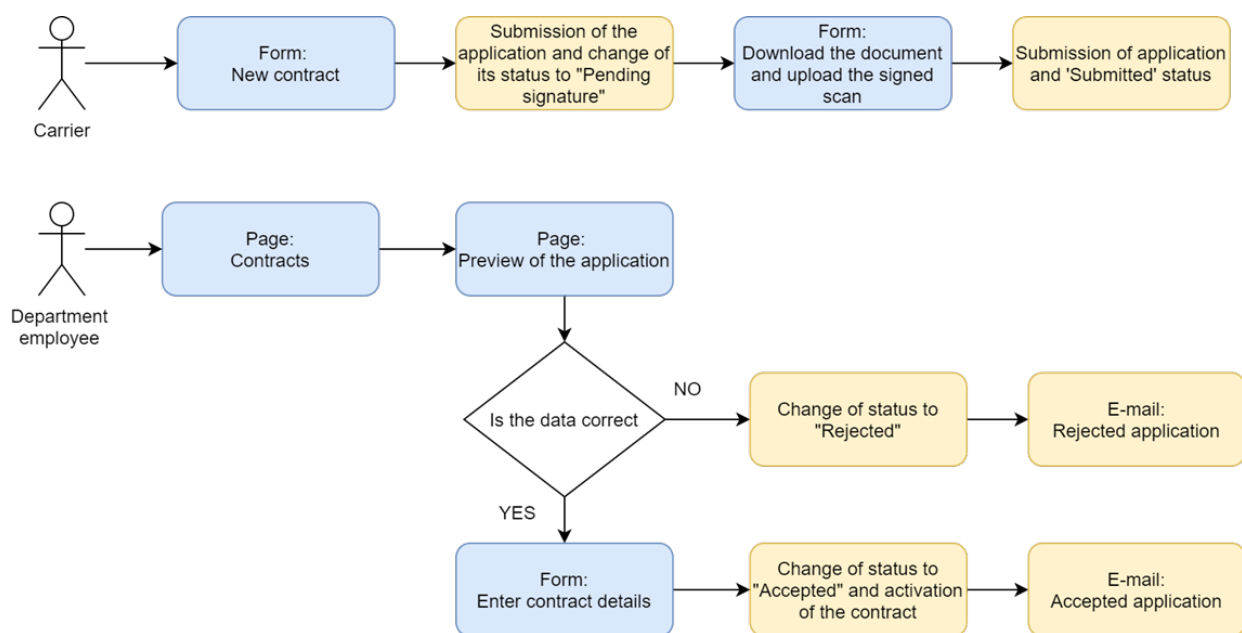 Form:
New contract
Submission of the
application and change of
its status to "Pending
signature"
Form:
Download the document
and upload the signed
scan
Submission of application
and 'Submitted' status
Carrier
Page:
Contracts
Page:
Preview of the application
Department
employee
Is the data correct
NO
Change of status to
"Rejected"
E-mail:
Rejected application
YES
Form:
Enter contract details
Change of status to
"Accepted" and activation
of the contract
E-mail:
Accepted application